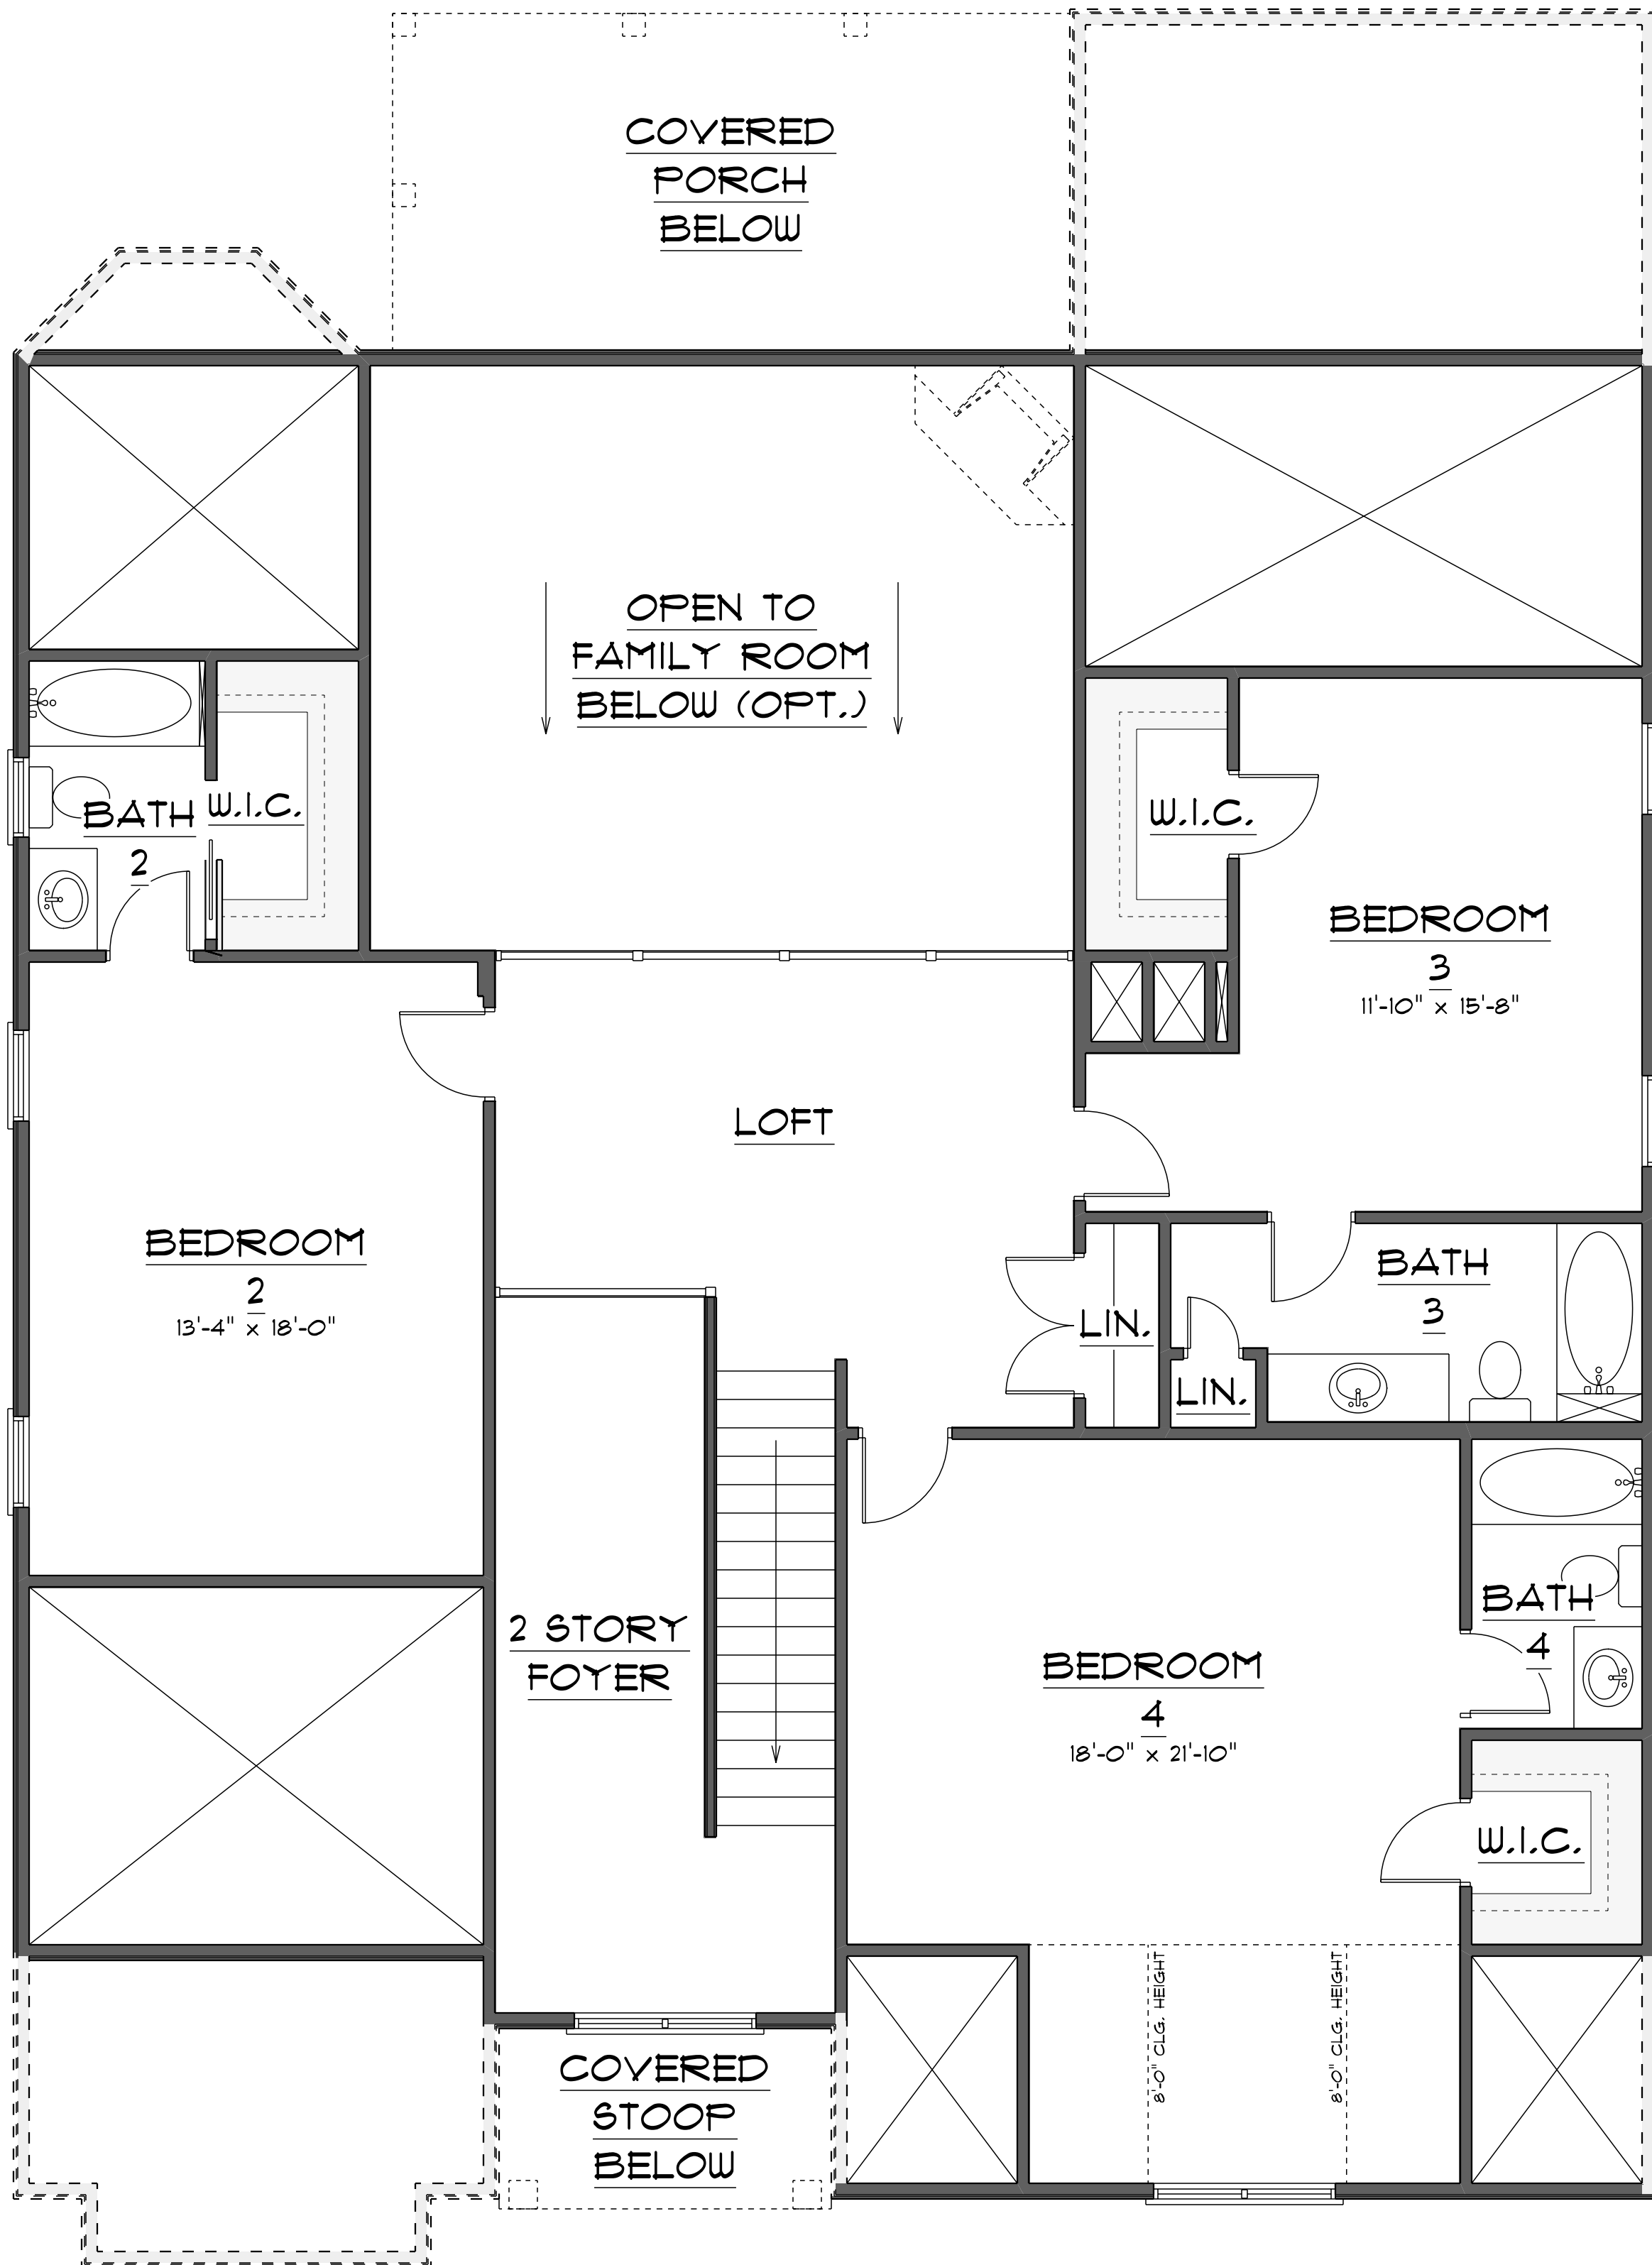 COVERED
PORCH
BELOW
OPEN TO
FAMILY ROOM
BELOW (OPT.)
BATH
2
W.I.C.
W.I.C.
BEDROOM
3
11'-10" x 15'-8"
LOFT
BEDROOM
2
13'-4" x 18'-0"
BATH
3
LIN.
LIN.
2 STORY
FOYER
BEDROOM
4
18'-0" x 21'-10"
BATH
4
W.I.C.
8'-0" CLG. HEIGHT
8'-0" CLG. HEIGHT
COVERED
STOOP
BELOW